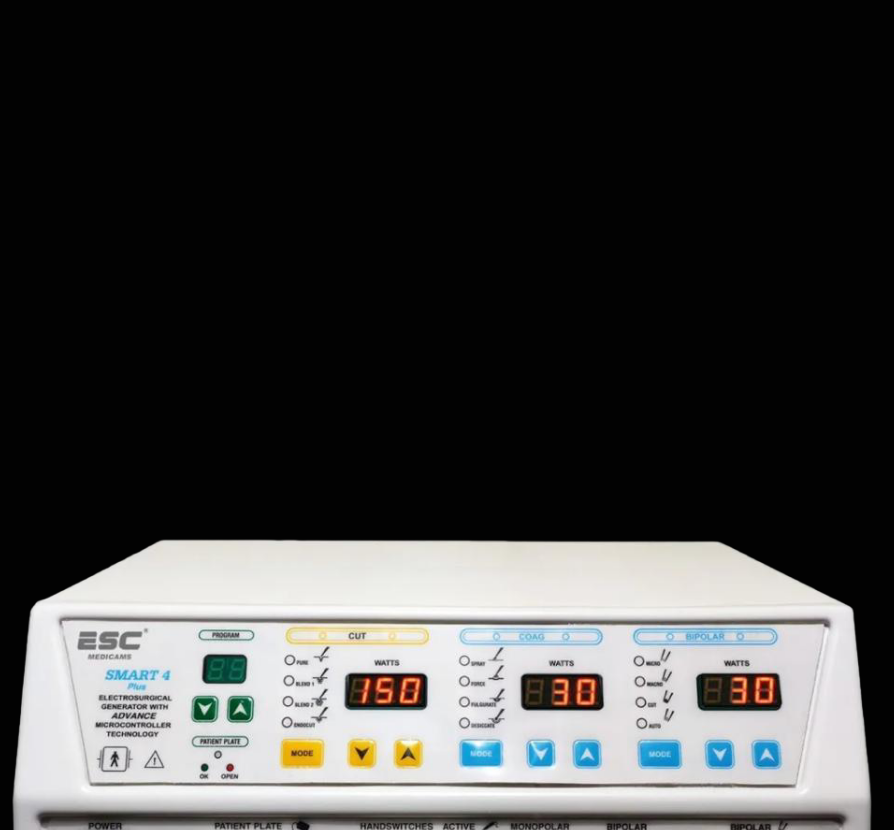 ESC®
MEDICAMS
SMART 4
Plus
ELECTROSURGICAL
GENERATOR WITH
ADVANCE
MICROCONTROLLER
TECHNOLOGY
PROGRAM
88
PATIENT PLATE
OK OPEN
CUT
PURE
BLEND 1
BLEND 2
ENDOCUT
WATTS
150
MODE
COAG
SPRAY
FORCE
FULGURATE
DESICCATE
WATTS
30
MODE
BIPOLAR
MICRO
MACRO
CUT
AUTO
WATTS
30
MODE
POWER PATIENT PLATE HANDSWITCHES ACTIVE MONOPOLAR BIPOLAR BIPOLAR